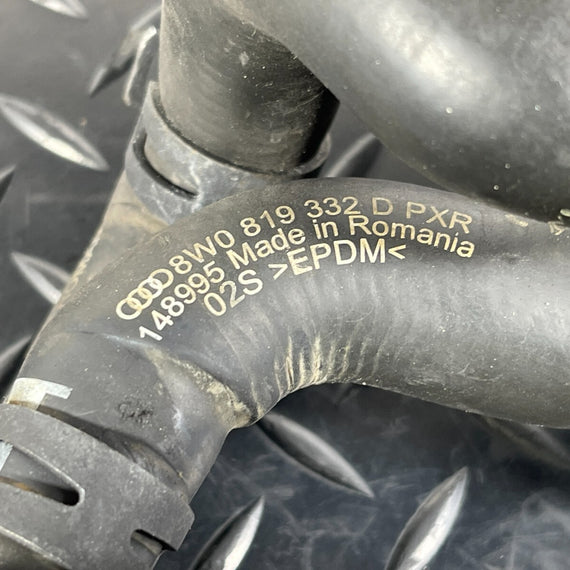 8W0 819 332 D PXR
148995 Made in Romania
02S >EPDM<